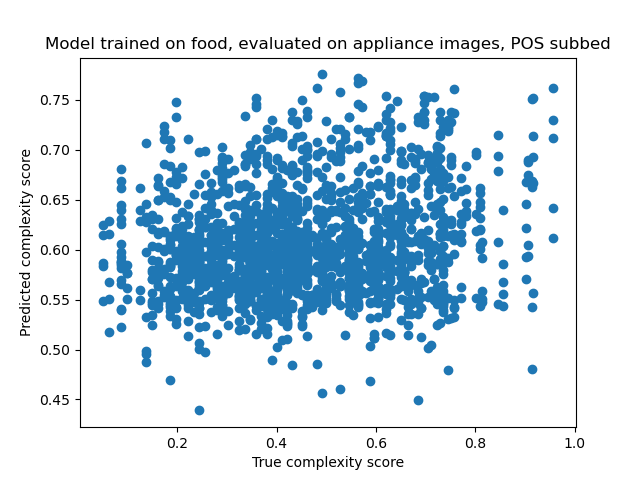 Model trained on food, evaluated on appliance images, POS subbed
0.75
0.70
0.65
0.60
0.55
0.50
0.45
Predicted complexity score
0.2 0.4 0.6 0.8 1.0
True complexity score